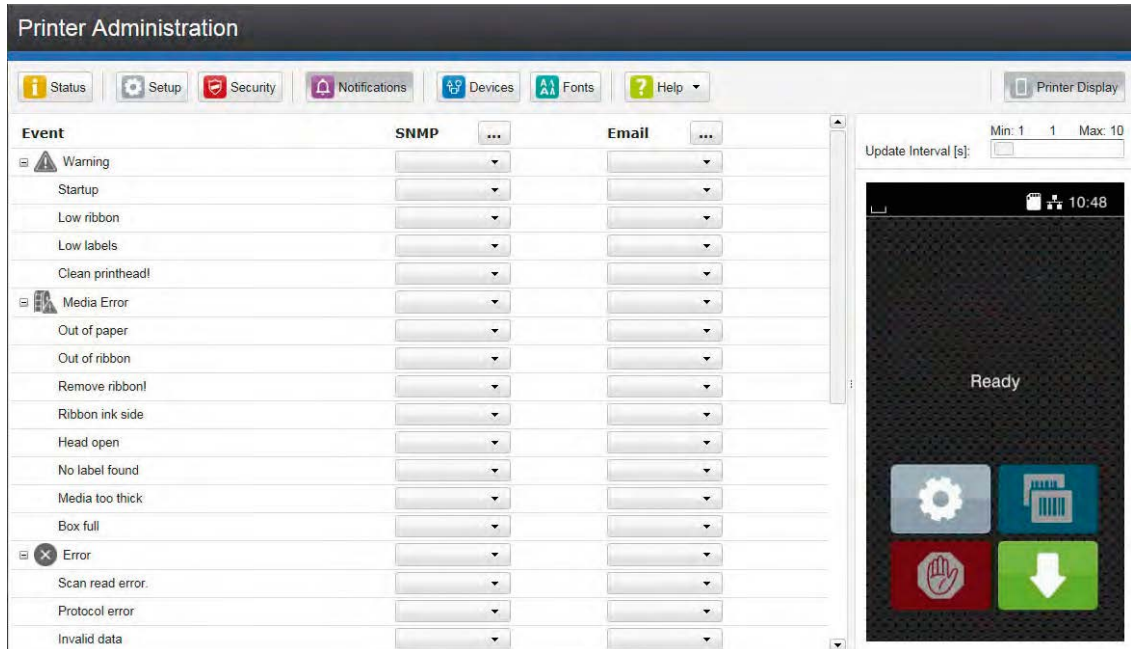 Printer Administration
Status Setup Security Notifications Devices Fonts Help Printer Display
Event SNMP ... Email ...
Min: 1 1 Max: 10
Update Interval [s]:
Warning
Startup
Low ribbon
Low labels
Clean printhead!
Media Error
Out of paper
Out of ribbon
Remove ribbon!
Ribbon ink side
Head open
No label found
Media too thick
Box full
Error
Scan read error.
Protocol error
Invalid data
10:48
Ready